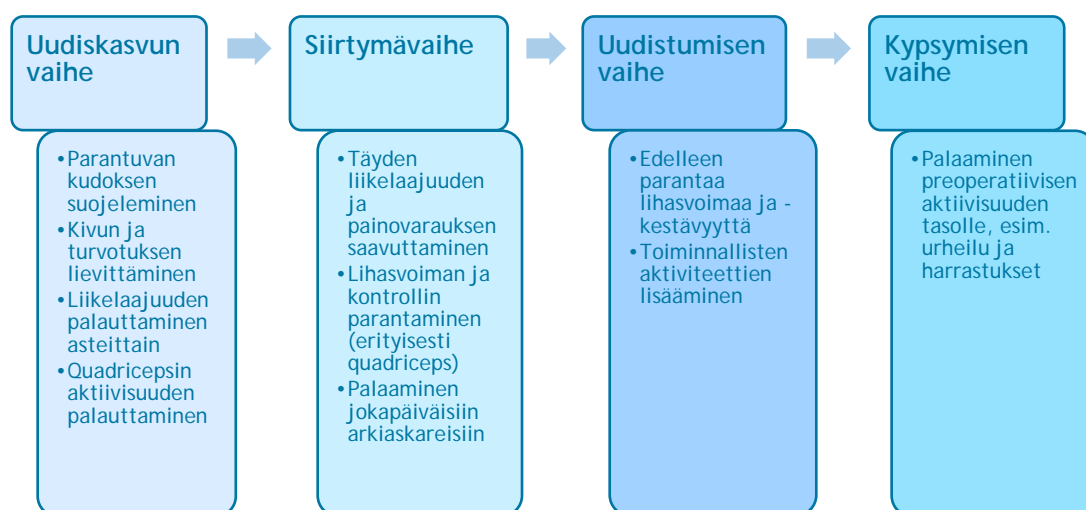 Uudiskasvun
vaihe
•Parantuvan
kudoksen
suojeleminen
•Kivun ja
turvotuksen
lievittäminen
•Liikelaajuuden
palauttaminen
asteittain
•Quadricepsin
aktiivisuuden
palauttaminen
Siirtymävaihe
•Täyden
liikelaajuuden
ja
painovarauksen
saavuttaminen
•Lihasvoiman ja
kontrollin
parantaminen
(erityisesti
quadriceps)
•Palaaminen
jokapäiväisiin
arkiaskareisiin
Uudistumisen
vaihe
•Edelleen
parantaa
lihasvoimaa ja -
kestävyyttä
•Toiminnallisten
aktiviteettien
lisääminen
Kypsymisen
vaihe
•Palaaminen
preoperatiivisen
aktiivisuuden
tasolle, esim.
urheilu ja
harrastukset